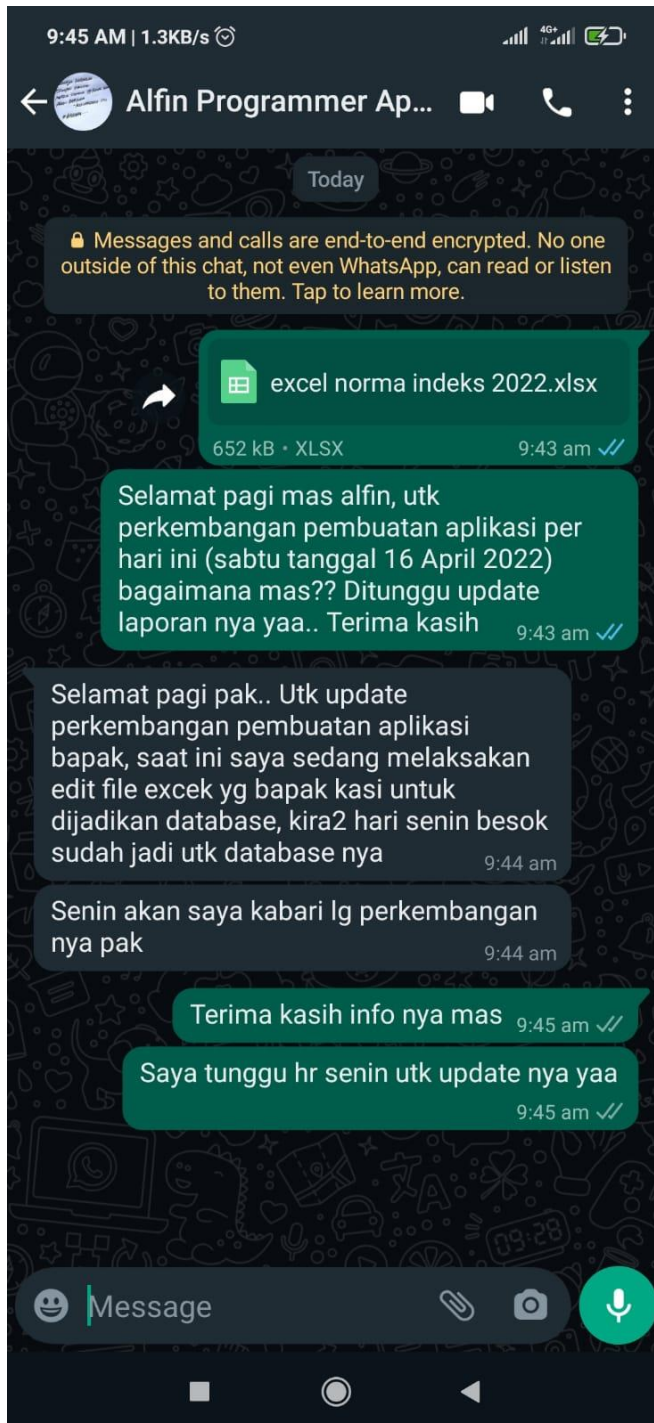 9:45 AM | 1.3KB/s
4G+
Alfin Programmer Ap...
Today
Messages and calls are end-to-end encrypted. No one
outside of this chat, not even WhatsApp, can read or listen
to them. Tap to learn more.
excel norma indeks 2022.xlsx
652 kB • XLSX 9:43 am
Selamat pagi mas alfin, utk
perkembangan pembuatan aplikasi per
hari ini (sabtu tanggal 16 April 2022)
bagaimana mas?? Ditunggu update
laporan nya yaa.. Terima kasih 9:43 am
Selamat pagi pak.. Utk update
perkembangan pembuatan aplikasi
bapak, saat ini saya sedang melaksakan
edit file excek yg bapak kasi untuk
dijadikan database, kira2 hari senin besok
sudah jadi utk database nya 9:44 am
Senin akan saya kabari lg perkembangan
nya pak 9:44 am
Terima kasih info nya mas 9:45 am
Saya tunggu hr senin utk update nya yaa
9:45 am
09:28
Message